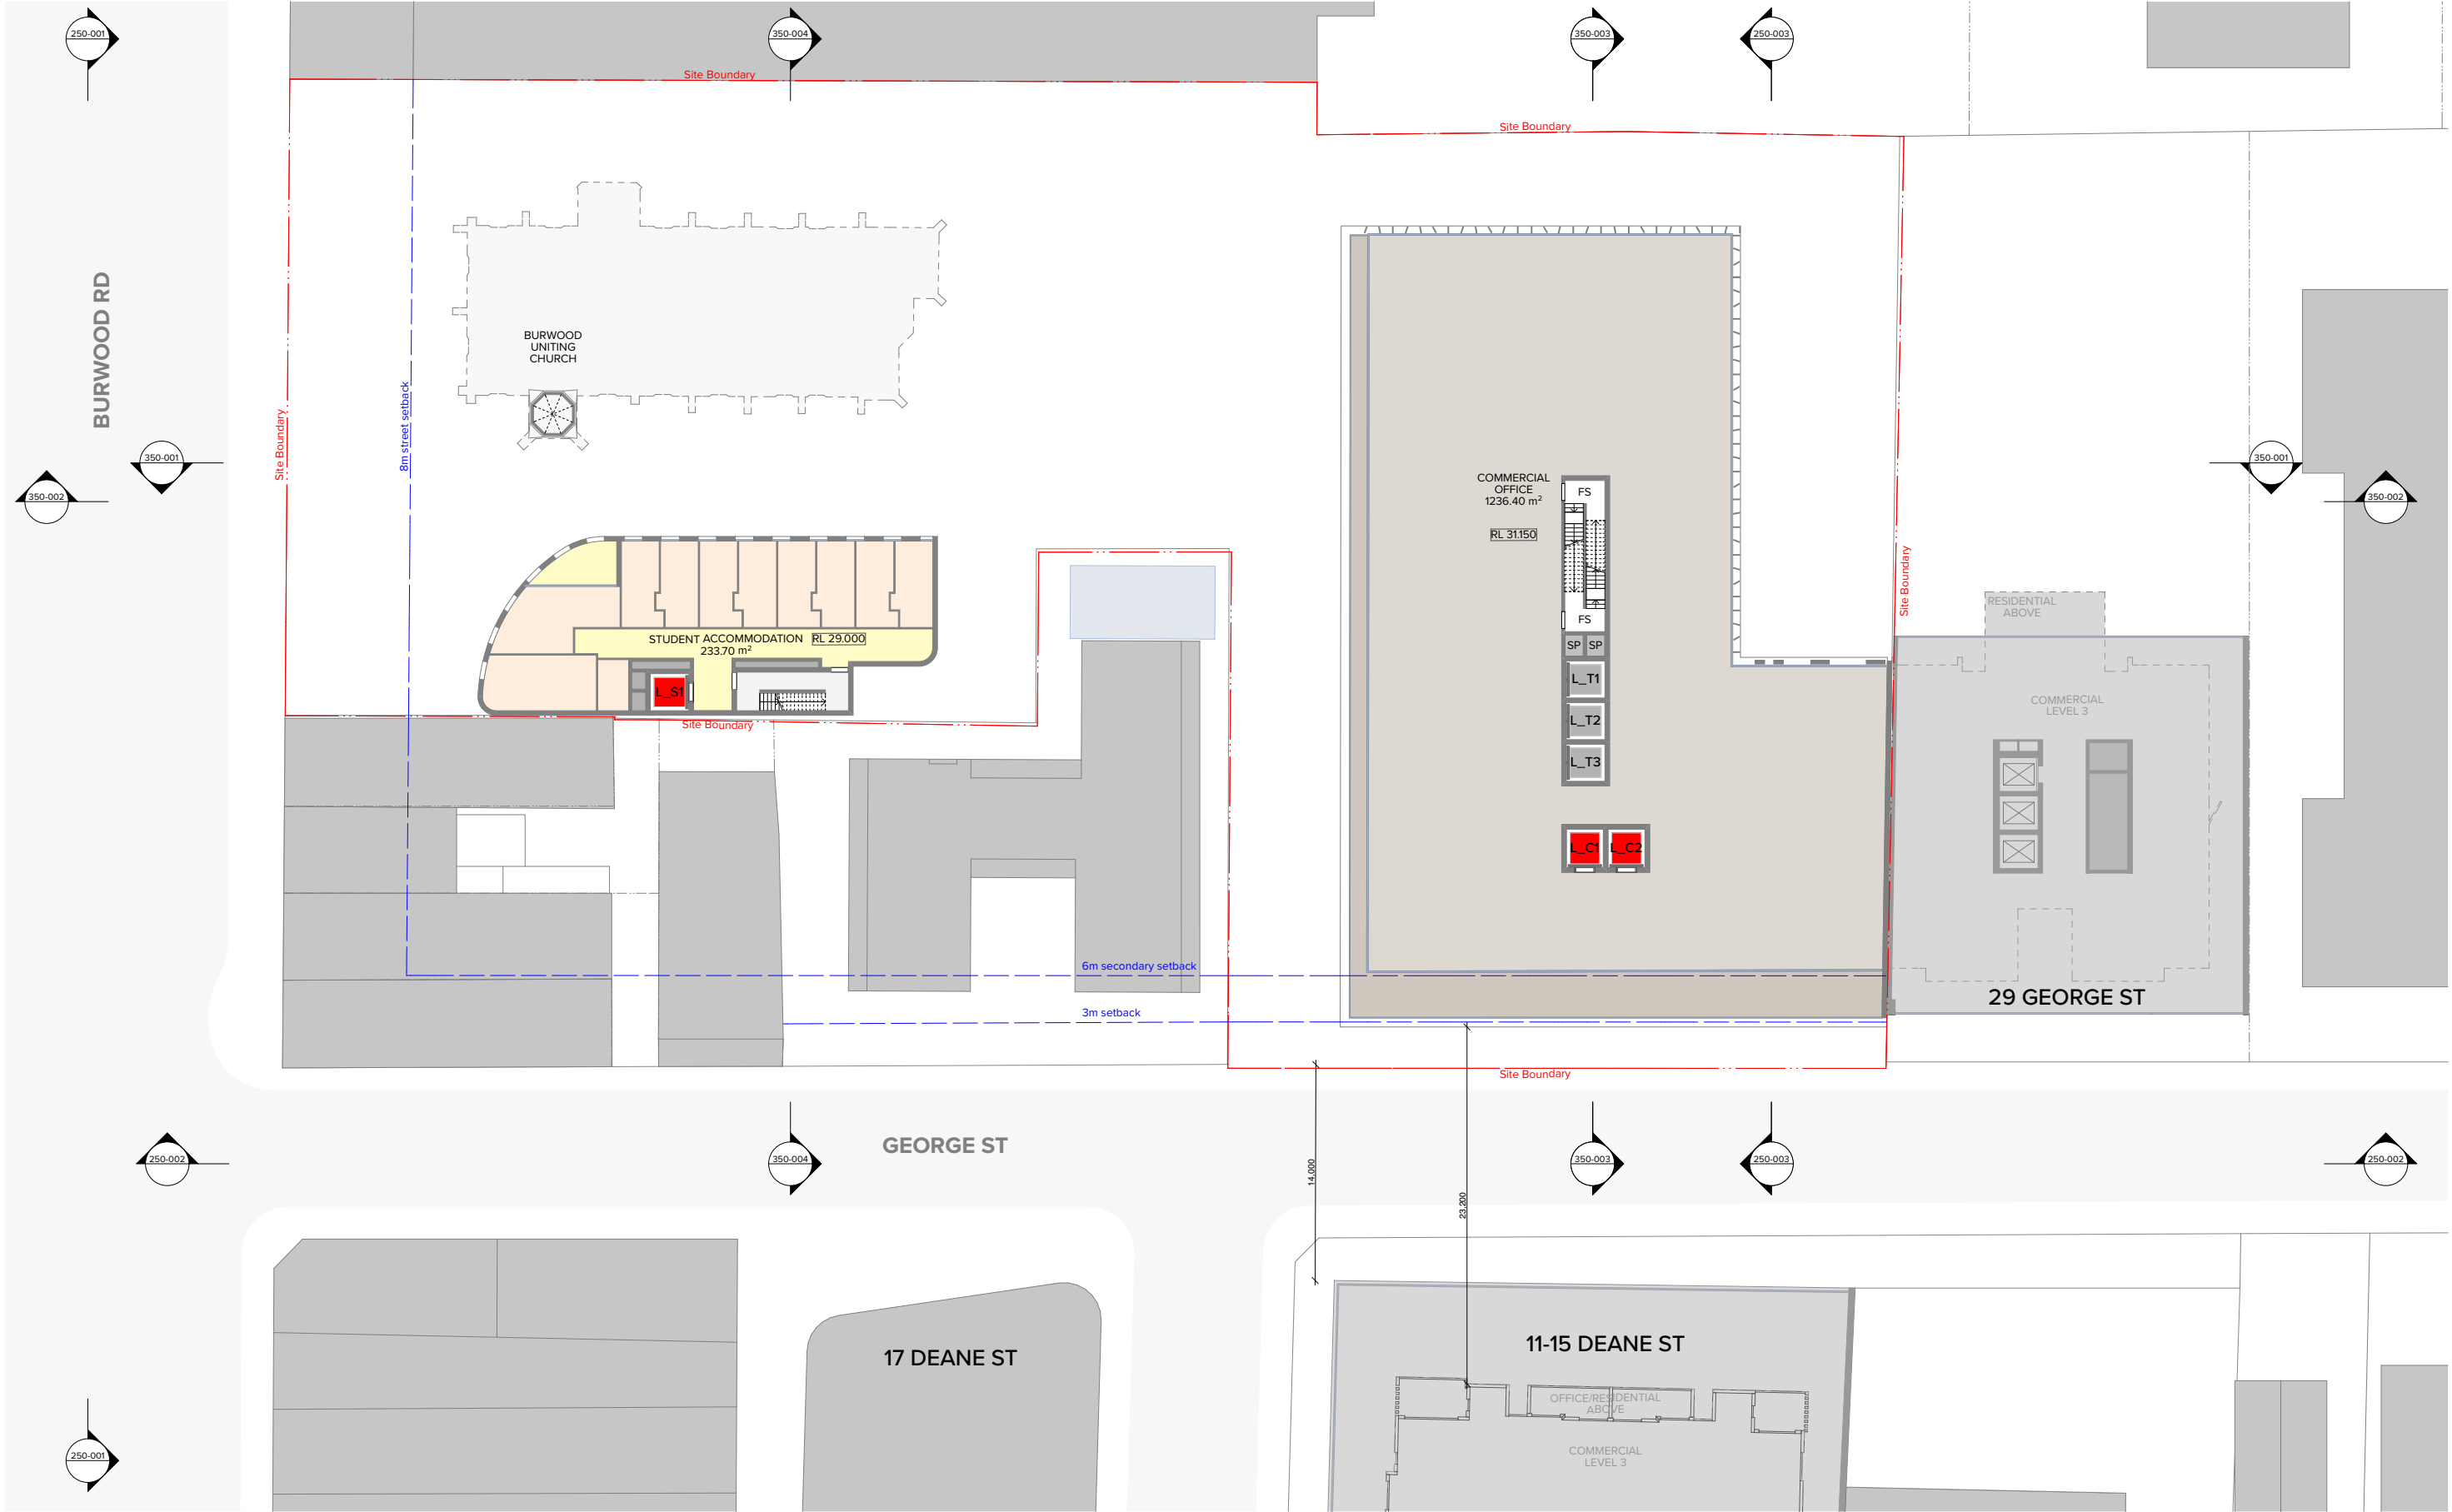 250-001
350-004
350-003
250-003
Site Boundary
Site Boundary
BURWOOD RD
BURWOOD
UNITING
CHURCH
Site Boundary
8m street setback
350-001
350-002
COMMERCIAL
OFFICE
1236.40 m²
RL 31.150
FS
FS
SP
SP
L_T1
L_T2
L_T3
L_C1
L_C2
350-001
350-002
Site Boundary
RESIDENTIAL
ABOVE
COMMERCIAL
LEVEL 3
29 GEORGE ST
STUDENT ACCOMMODATION
RL 29.000
233.70 m²
L_S1
Site Boundary
6m secondary setback
3m setback
Site Boundary
250-002
350-004
GEORGE ST
14,000
23,200
350-003
250-003
250-002
17 DEANE ST
11-15 DEANE ST
OFFICE/RESIDENTIAL
ABOVE
COMMERCIAL
LEVEL 3
250-001